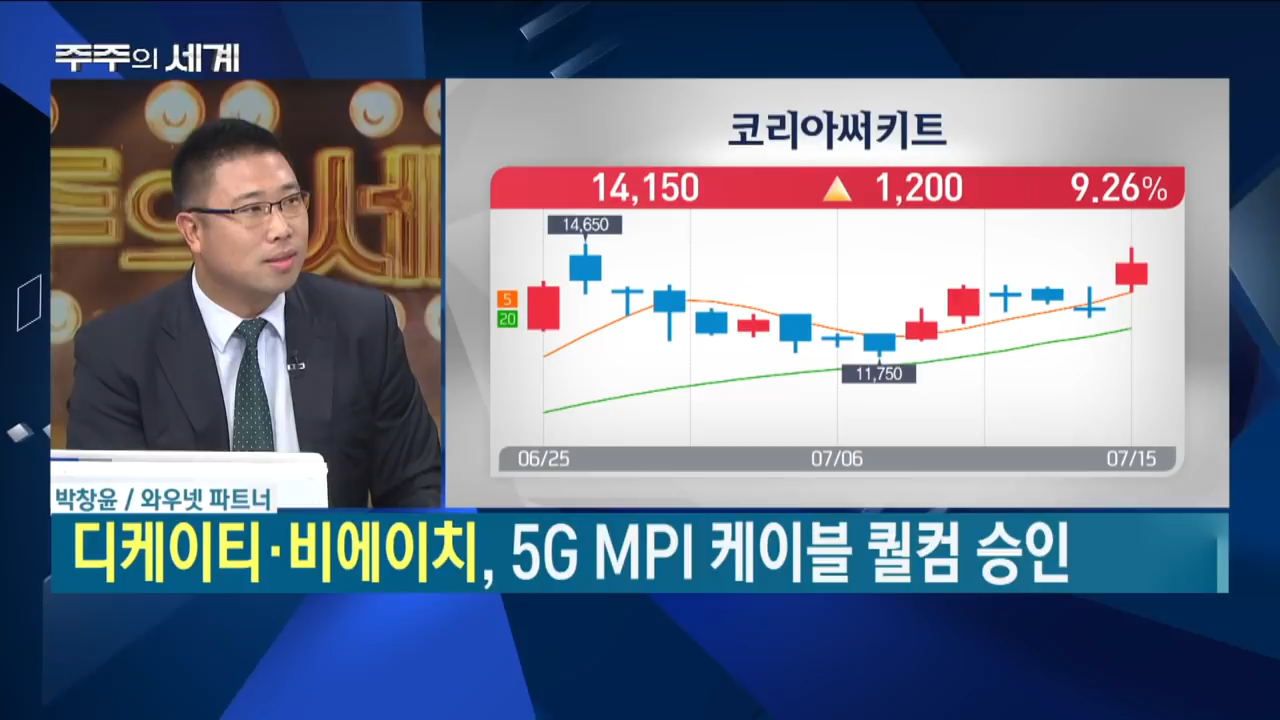 주주의 세계
코리아써키트
14,150 ▲ 1,200 9.26%
14,650
5
20
11,750
06/25 07/06 07/15
박창윤 / 와우넷 파트너
디케이티·비에이치, 5G MPI 케이블 퀄컴 승인